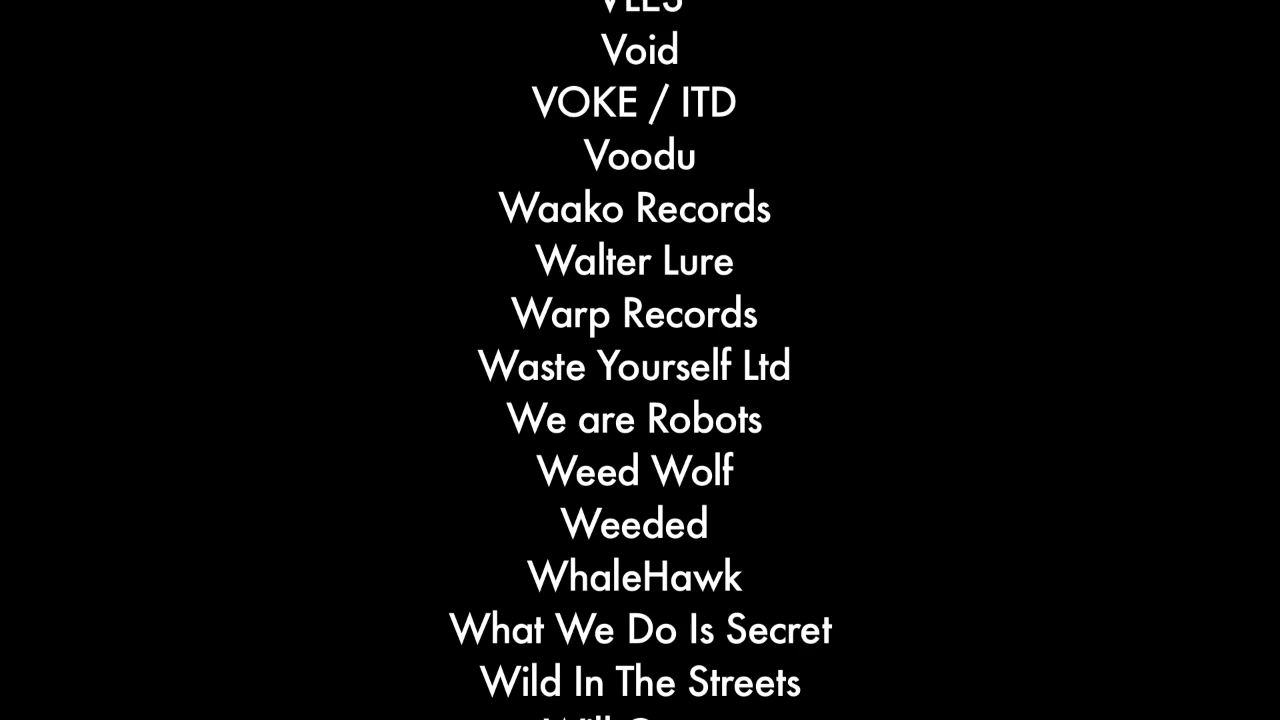 Void
VOKE / ITD
Voodu
Waako Records
Walter Lure
Warp Records
Waste Yourself Ltd
We are Robots
Weed Wolf
Weeded
WhaleHawk
What We Do Is Secret
Wild In The Streets